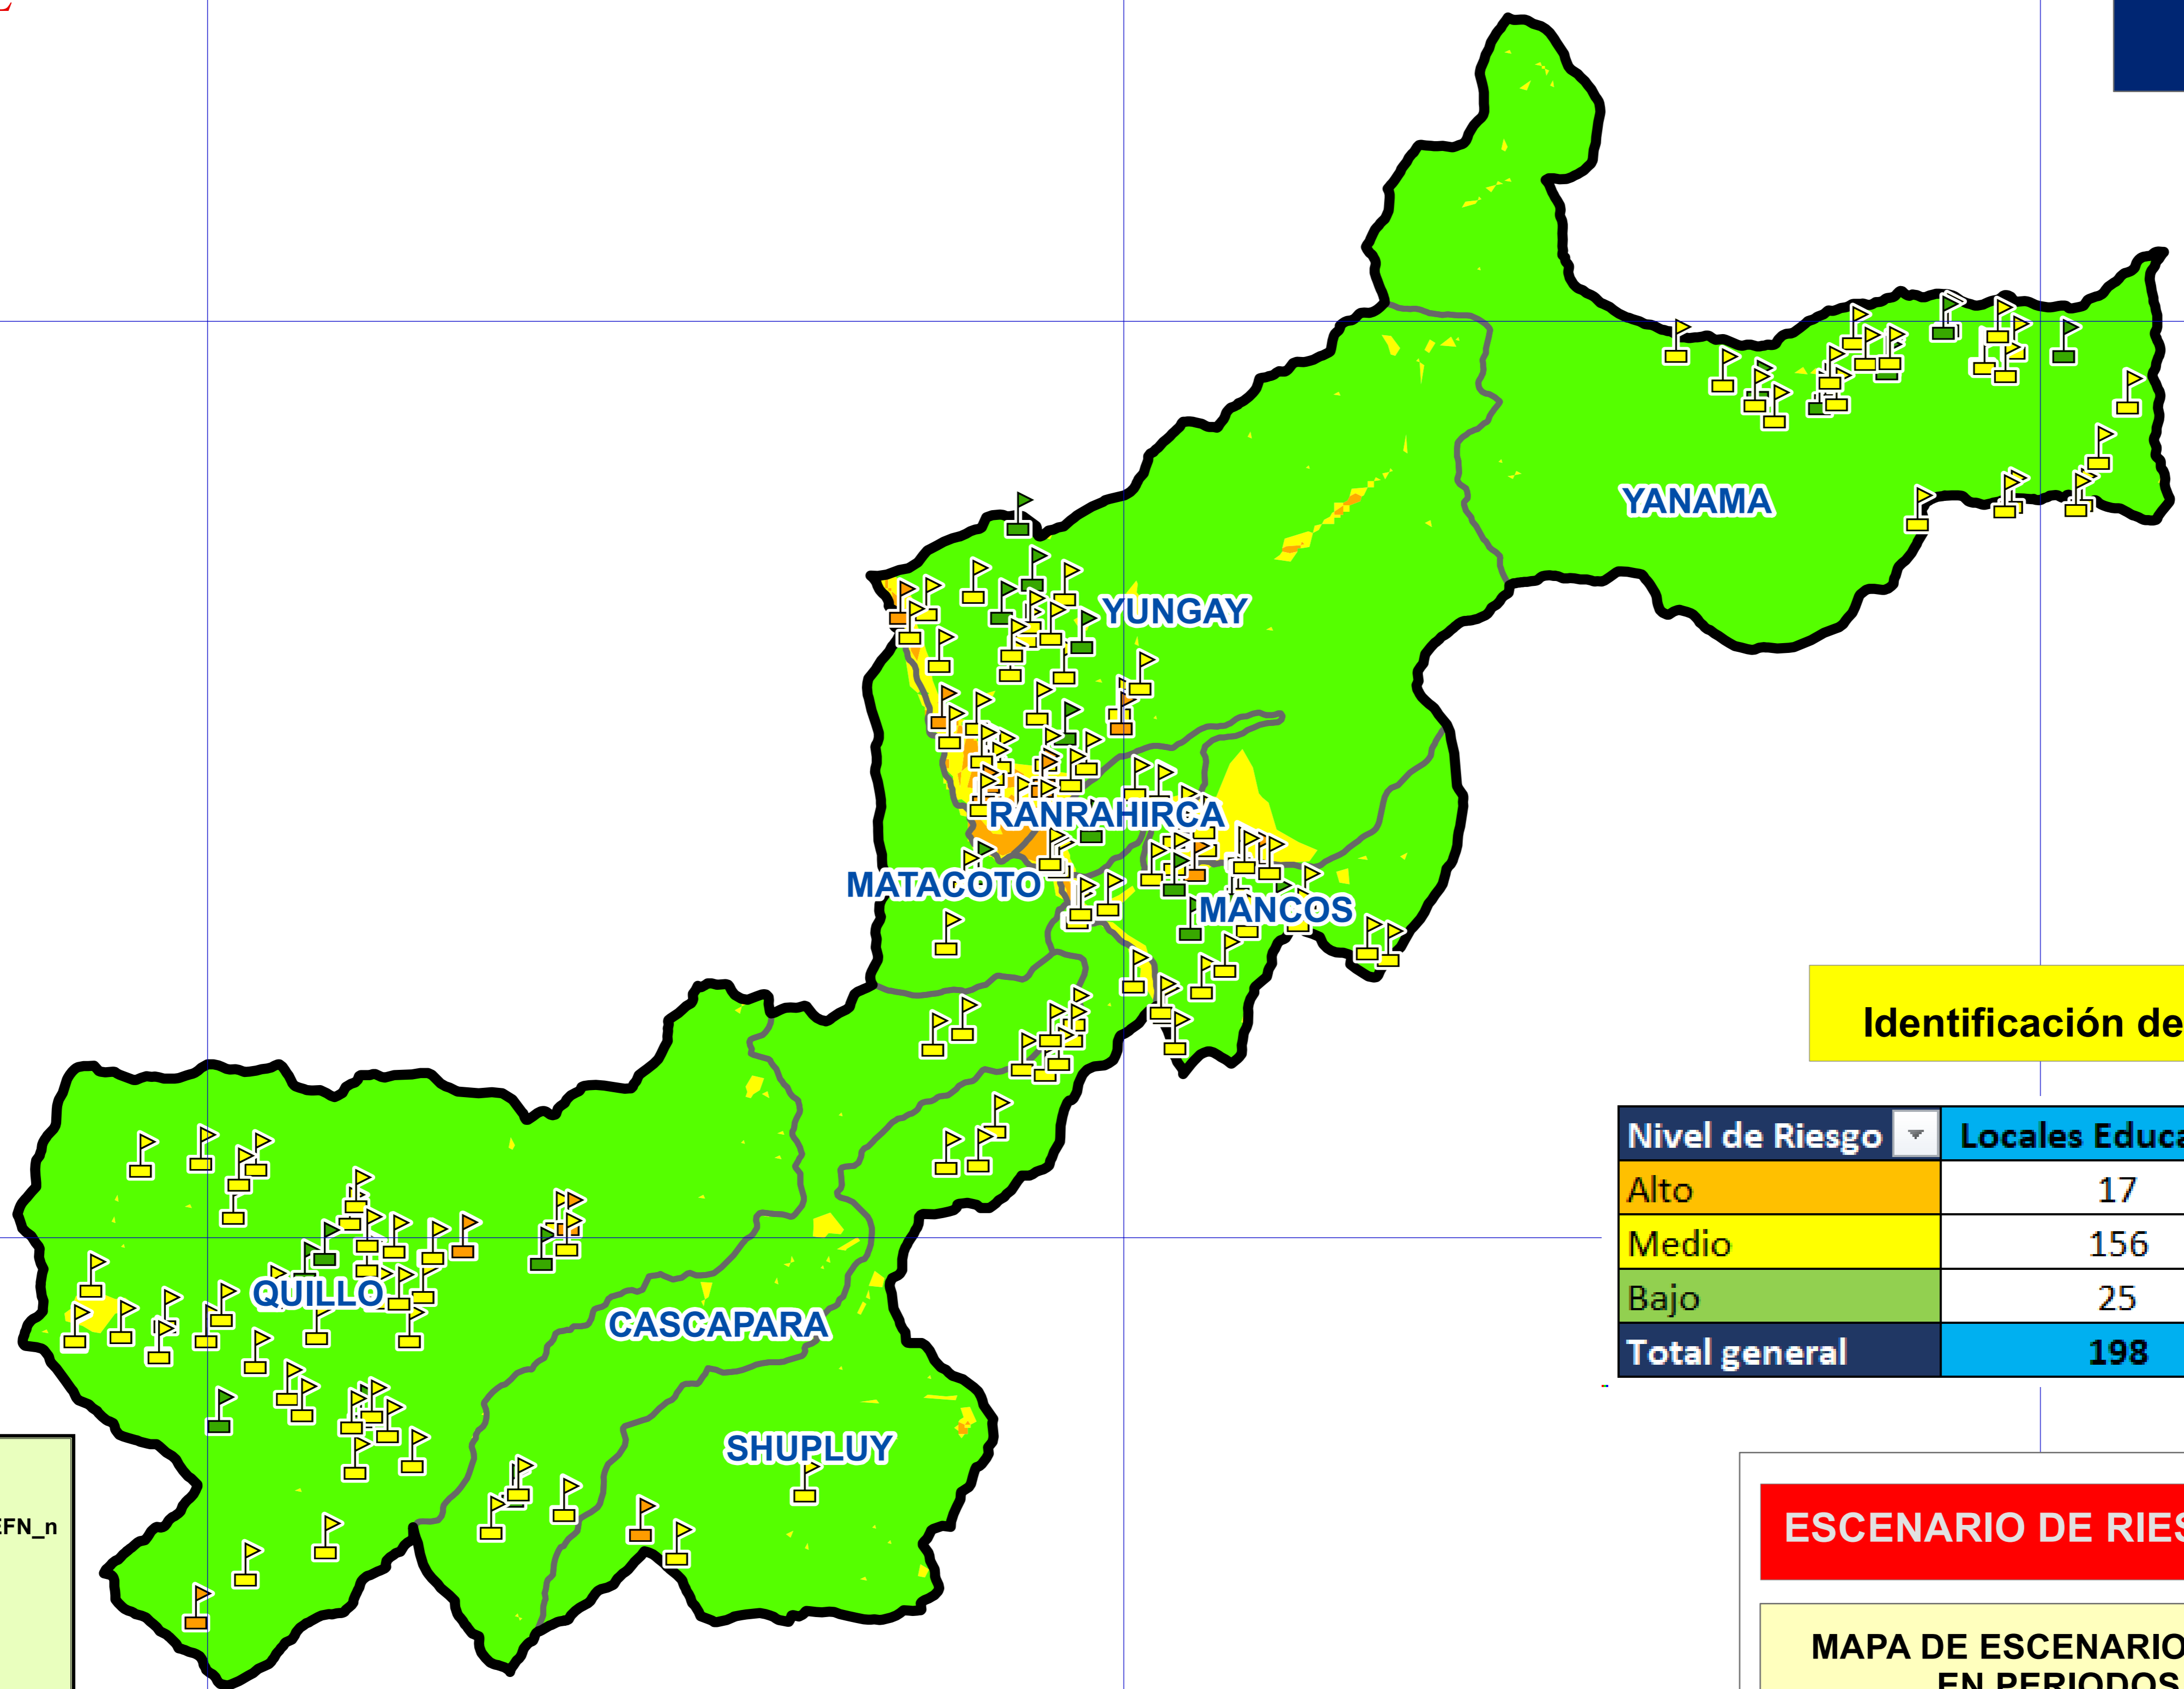 YANAMA
YUNGAY
RANRAHIRCA
MATACOTO
MANCOS
Identificación de
Nivel de Riesgo Locales Educa
Alto 17
Medio 156
Bajo 25
Total general 198
QUILLO
CASCAPARA
SHUPLUY
EFN_n
ESCENARIO DE RIES
MAPA DE ESCENARIO
EN PERIODOS